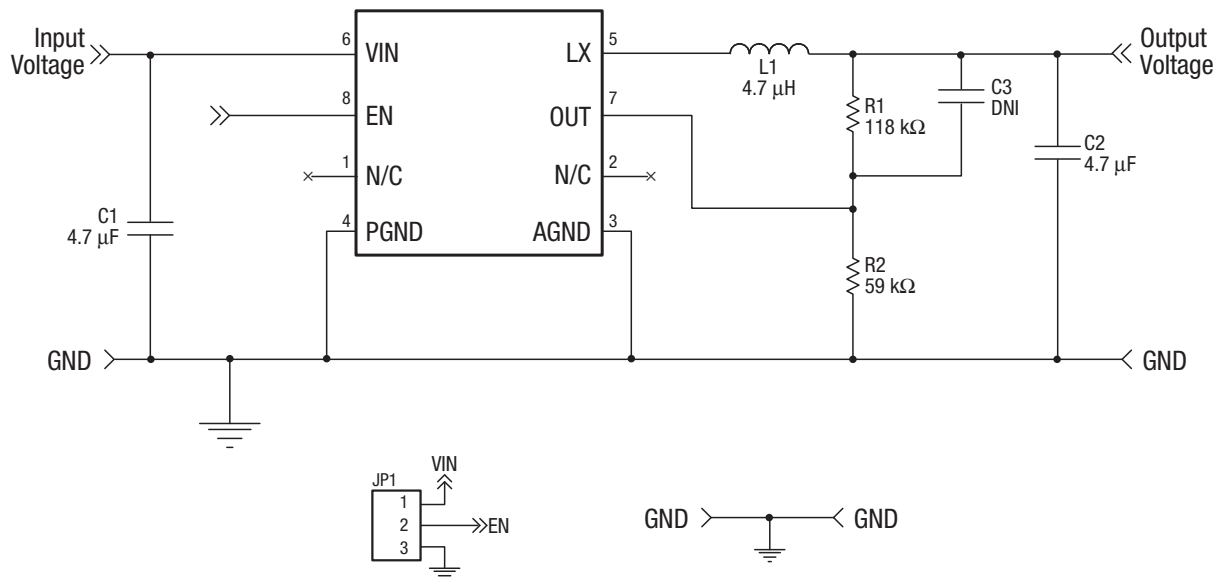 Input
Voltage
6
VIN
LX
5
L1
4.7 μH
Output
Voltage
8
EN
OUT
7
R1
118 kΩ
C3
DNI
C2
4.7 μF
1
N/C
N/C
2
C1
4.7 μF
4
PGND
AGND
3
R2
59 kΩ
GND
GND
VIN
JP1
1
2
EN
3
GND
GND